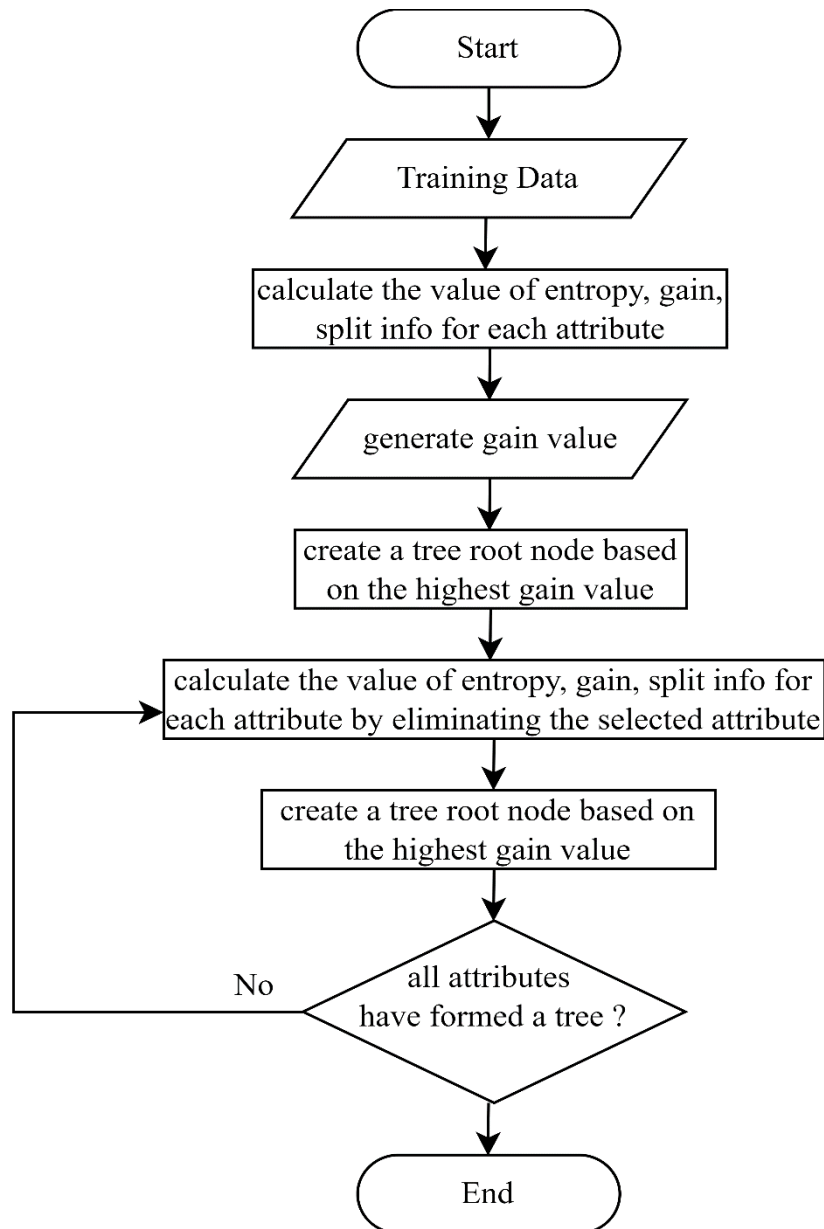 Start
Training Data
calculate the value of entropy, gain,
split info for each attribute
generate gain value
create a tree root node based
on the highest gain value
calculate the value of entropy, gain, split info for
each attribute by eliminating the selected attribute
create a tree root node based on
the highest gain value
No
all attributes
have formed a tree ?
End